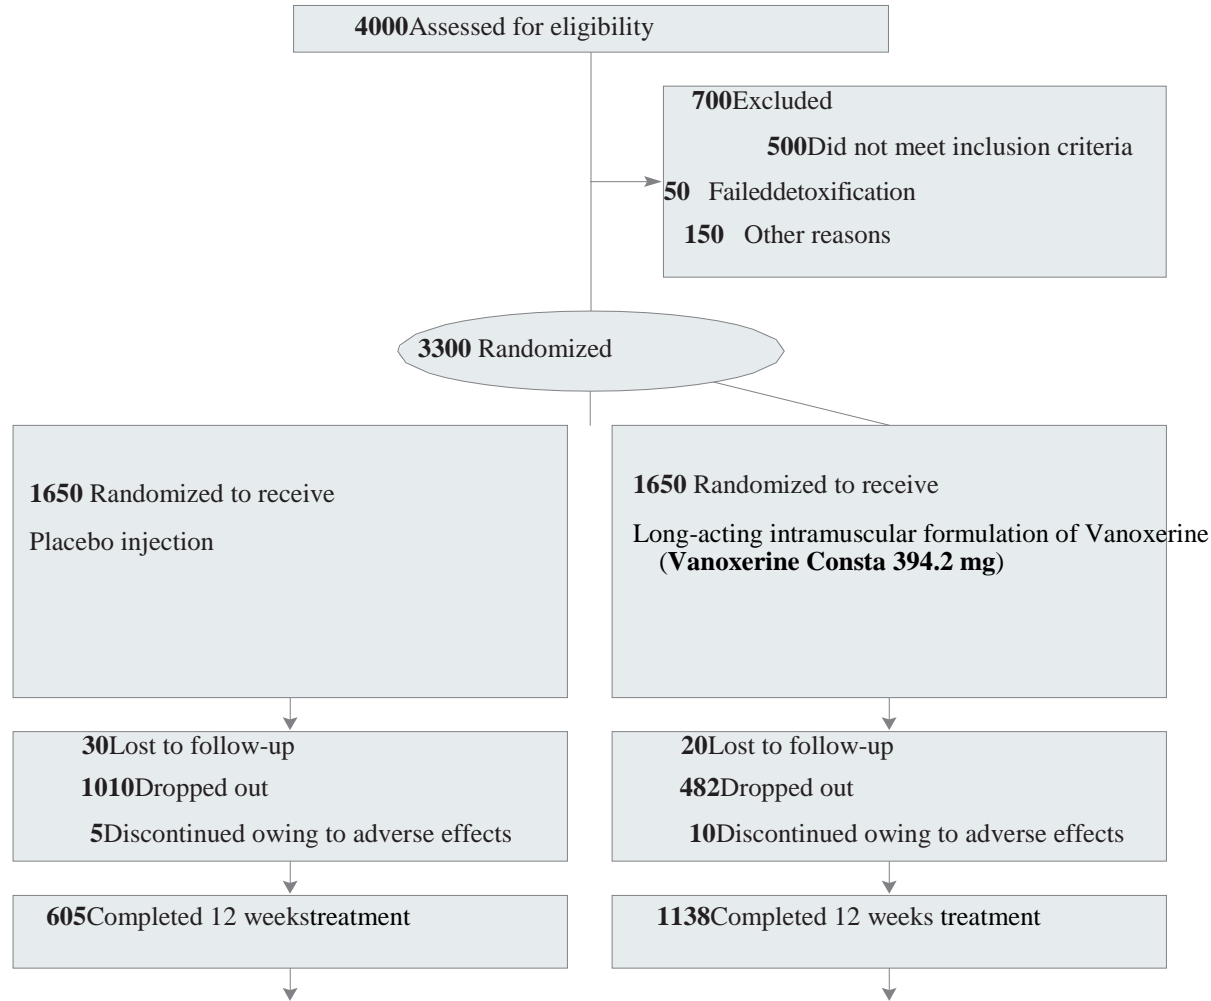 4000Assessed for eligibility
700Excluded
500Did not meet inclusion criteria
50 Faileddetoxification
150 Other reasons
3300 Randomized
1650 Randomized to receive
Placebo injection
1650 Randomized to receive
Long-acting intramuscular formulation of Vanoxerine
(Vanoxerine Consta 394.2 mg)
30Lost to follow-up
1010Dropped out
5Discontinued owing to adverse effects
20Lost to follow-up
482Dropped out
10Discontinued owing to adverse effects
605Completed 12 weekstreatment
1138Completed 12 weeks treatment